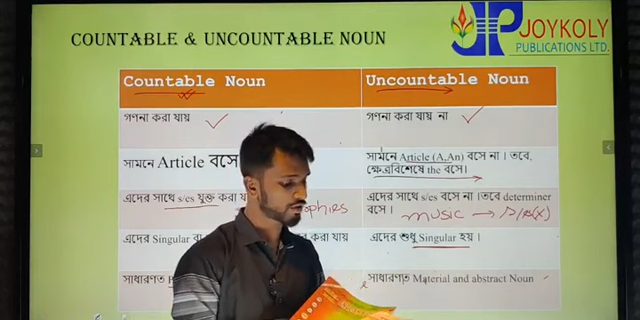 COUNTABLE & UNCOUNTABLE NOUN
JOYKOLY
PUBLICATIONS LTD.
Countable Noun
Uncountable Noun
গণনা করা যায়
গণনা করা যায় না
সামনে Article বসে
সামনে Article (A,An) বসে না। তবে,
ক্ষেত্রবিশেষে the বসে।
এদের সাথে s/es যুক্ত করা
এদের সাথে s/es বসে না।তবে determiner
বসে।
music → s/es(x)
এদের Singular
করা যায়
এদের শুধু Singular হয়।
সাধারণত
সাধারণত Material and abstract Noun